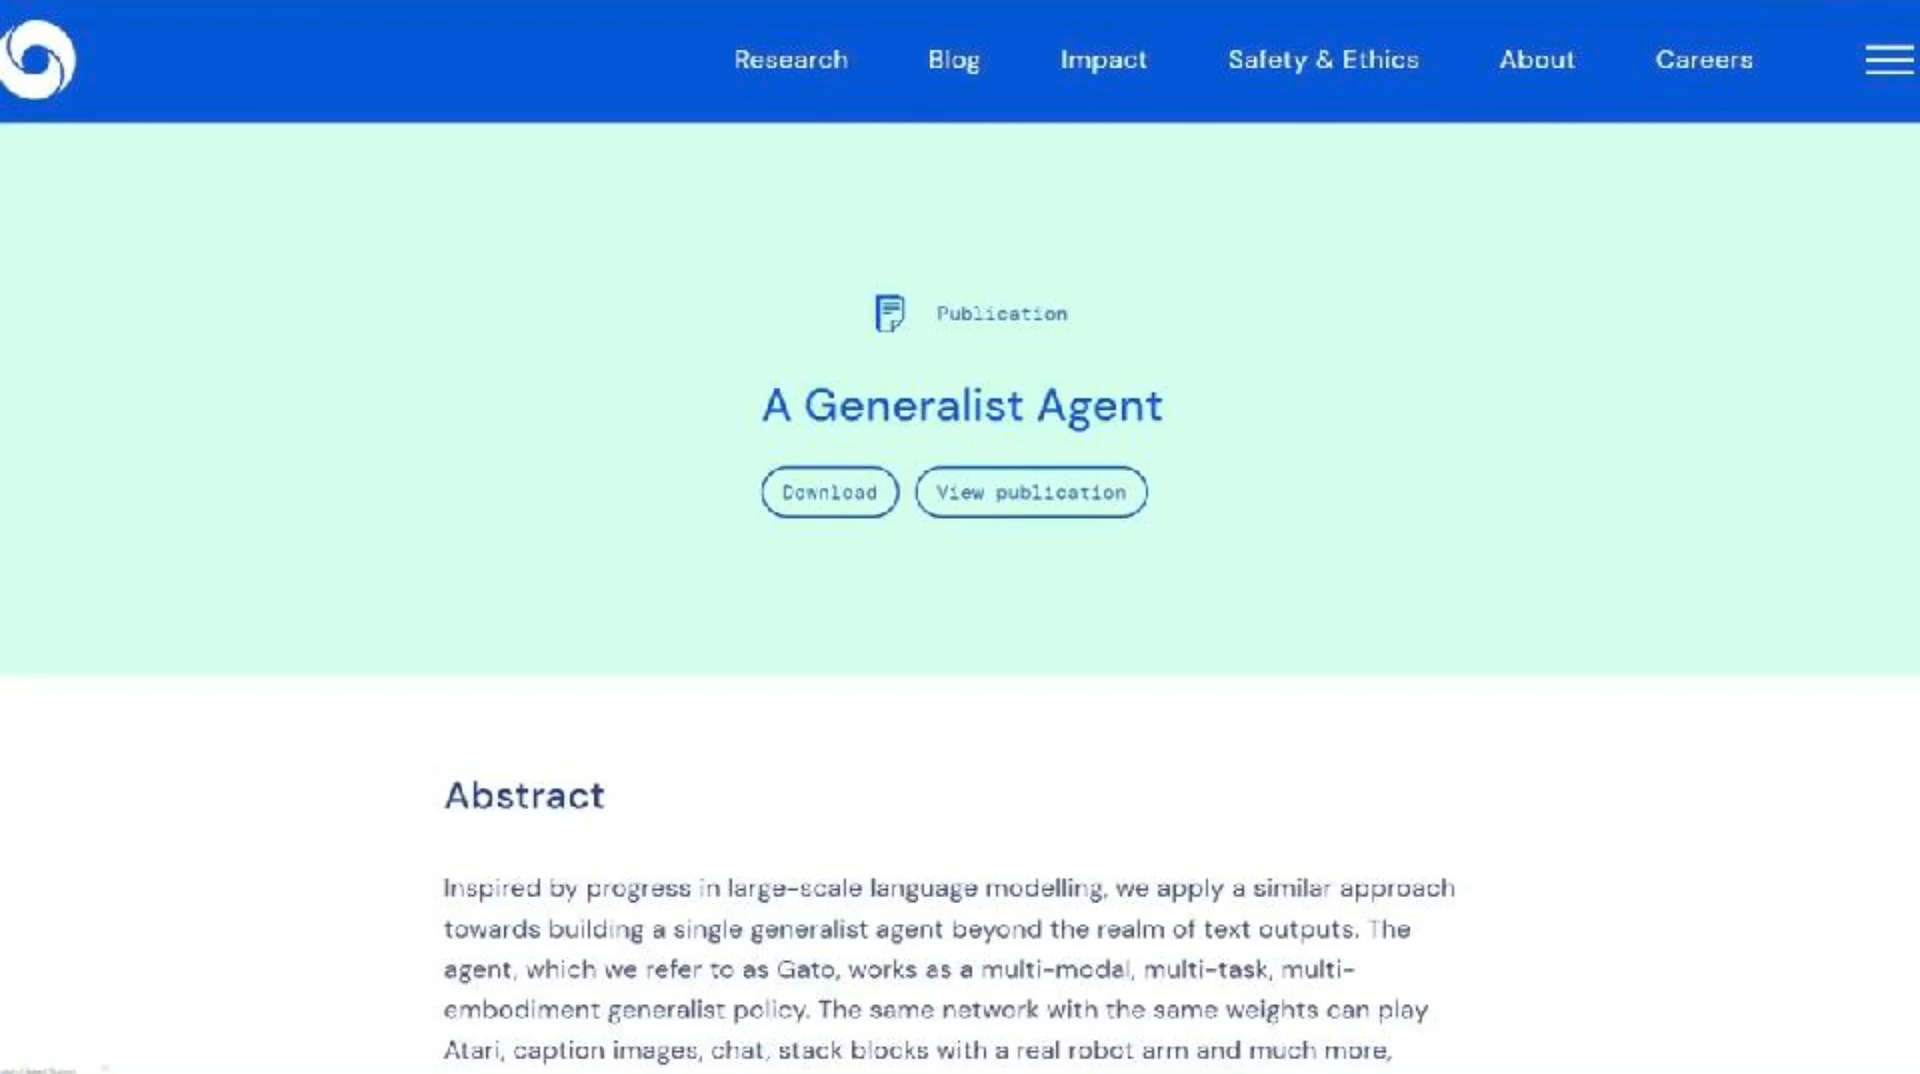 Research Blog Impact Safety & Ethics About Careers
Publication
A Generalist Agent
Download View publication
Abstract
Inspired by progress in large-scale language modelling, we apply a similar approach
towards building a single generalist agent beyond the realm of text outputs. The
agent, which we refer to as Gato, works as a multi-modal, multi-task, multi-
embodiment generalist policy. The same network with the same weights can play
Atari, caption images, chat, stack blocks with a real robot arm and much more,